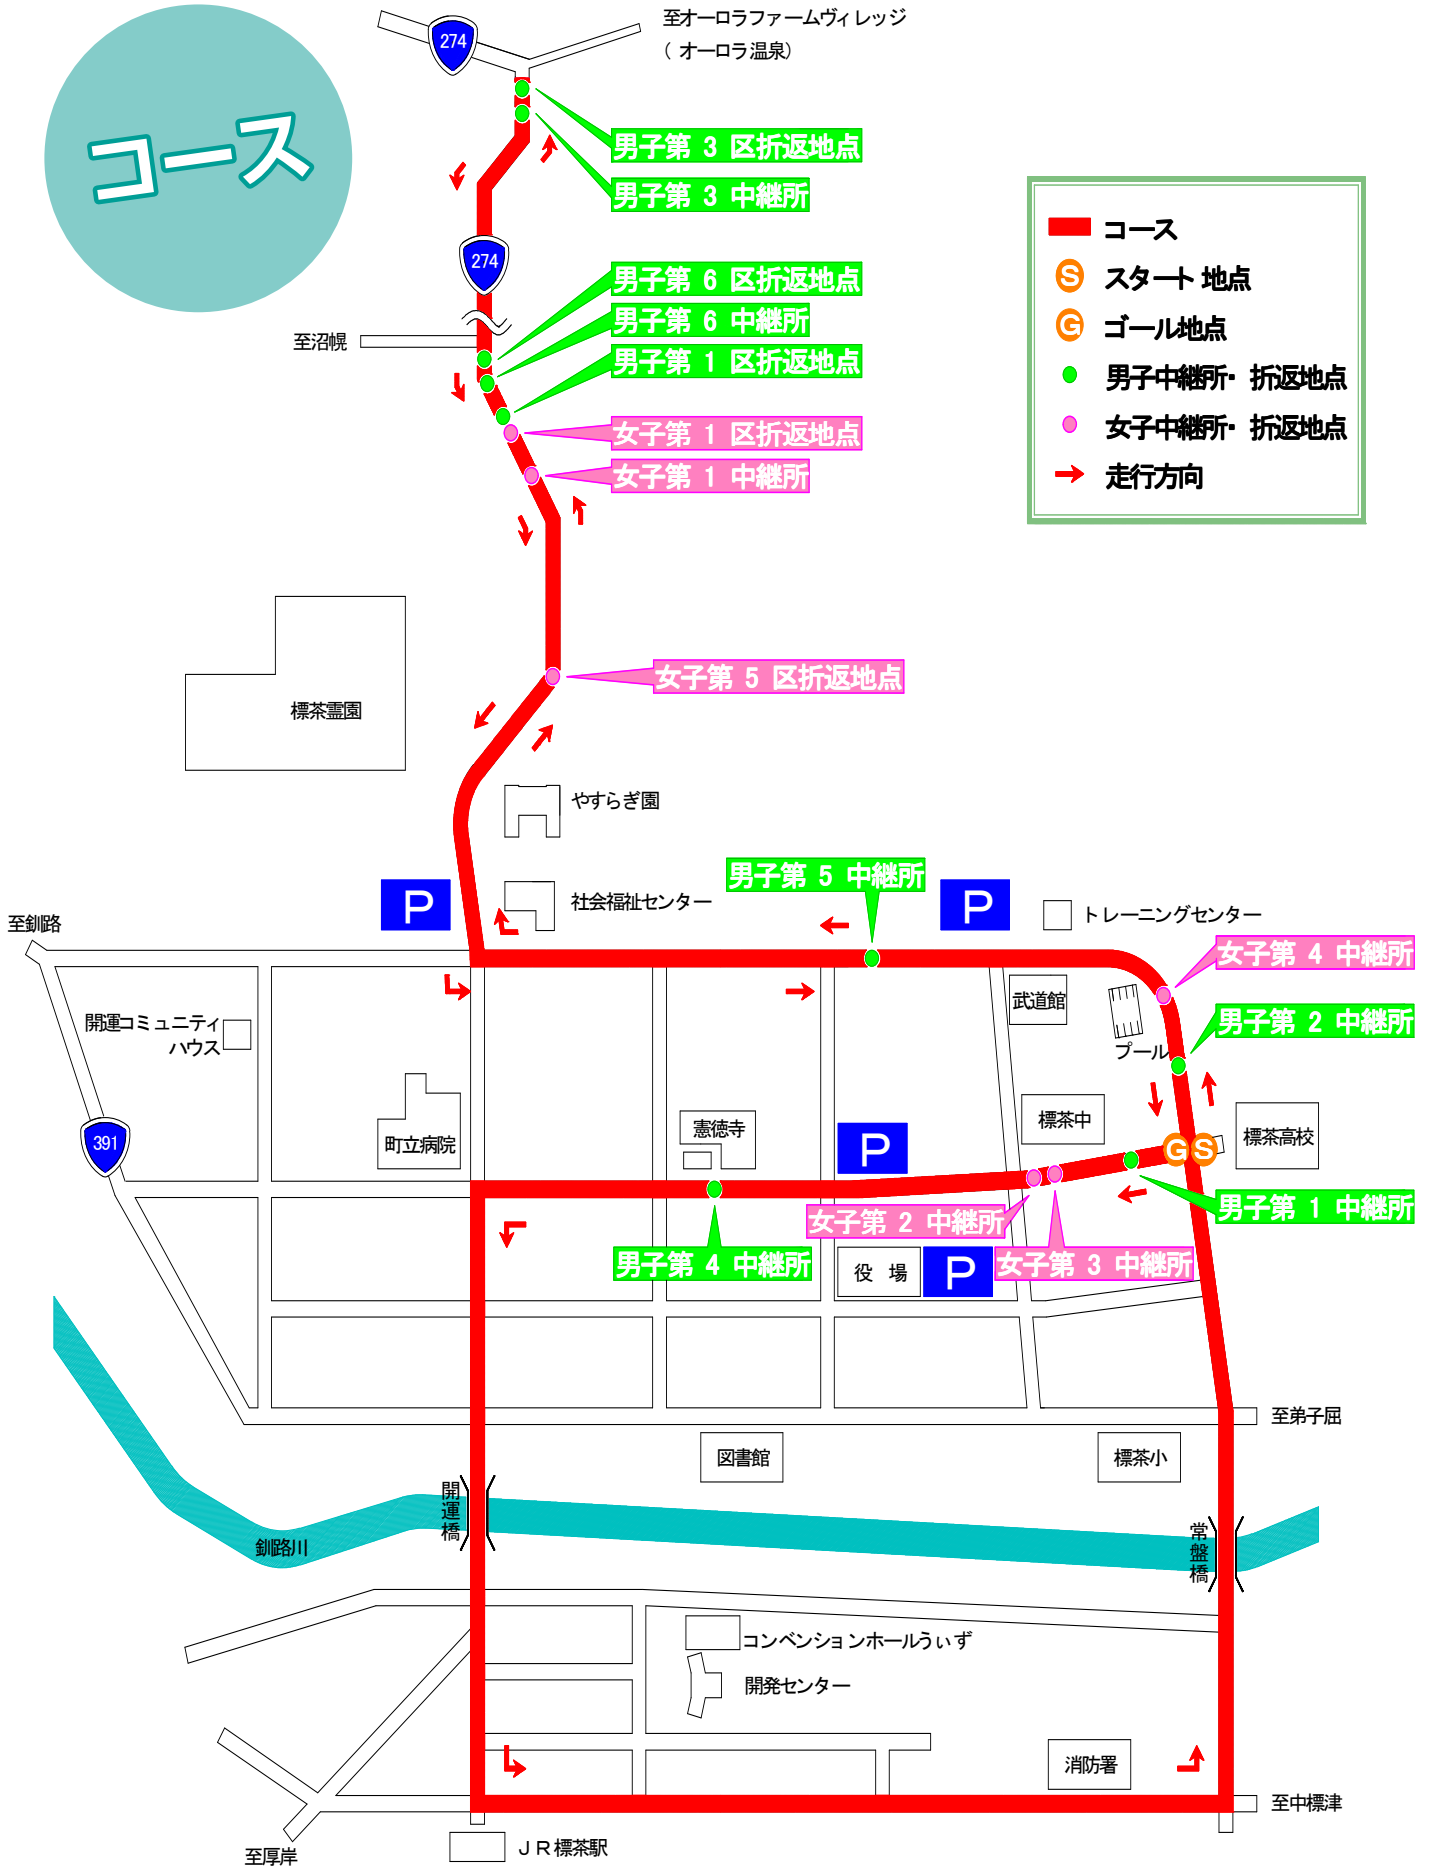 至オーロラファームヴィレッジ
（オーロラ温泉）
274
コース
男子第 3 区折返地点
男子第 3 中継所
コース
S スタート地点
G ゴール地点
男子中継所・折返地点
女子中継所・折返地点
走行方向
274
男子第 6 区折返地点
男子第 6 中継所
至沼幌
男子第 1 区折返地点
女子第 1 区折返地点
女子第 1 中継所
女子第 5 区折返地点
標茶霊園
やすらぎ園
男子第 5 中継所
P
社会福祉センター
P
トレーニングセンター
至釧路
女子第 4 中継所
武道館
男子第 2 中継所
開運コミュニティ
ハウス
プール
標茶中
憲徳寺
391
町立病院
P
G
S
標茶高校
男子第 1 中継所
女子第 2 中継所
男子第 4 中継所
女子第 3 中継所
役 場
P
至弟子屈
図書館
標茶小
開運橋
常盤橋
釧路川
コンベンションホールうぃず
開発センター
消防署
至中標津
ＪＲ標茶駅
至厚岸